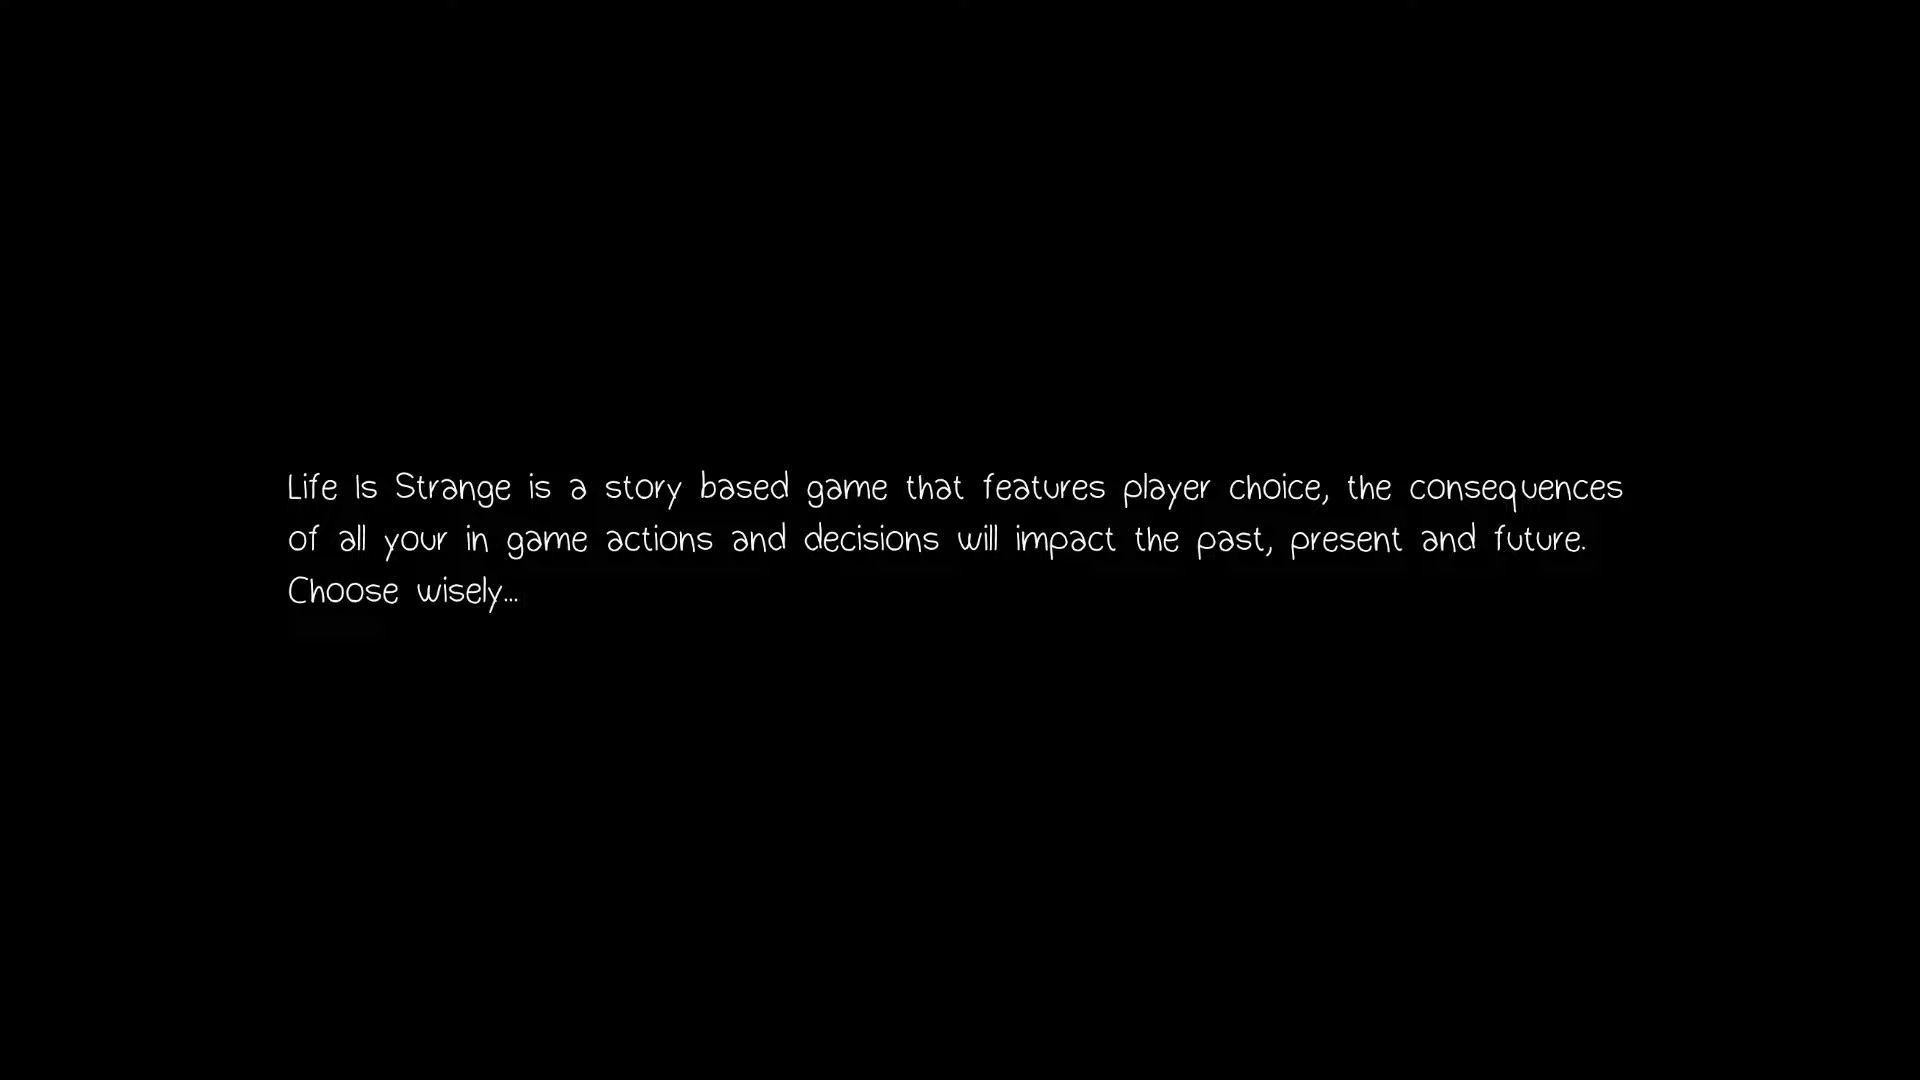 Life Is Strange is a story based game that features player choice, the consequences
of all your in game actions and decisions will impact the past, present and future.
Choose wisely...